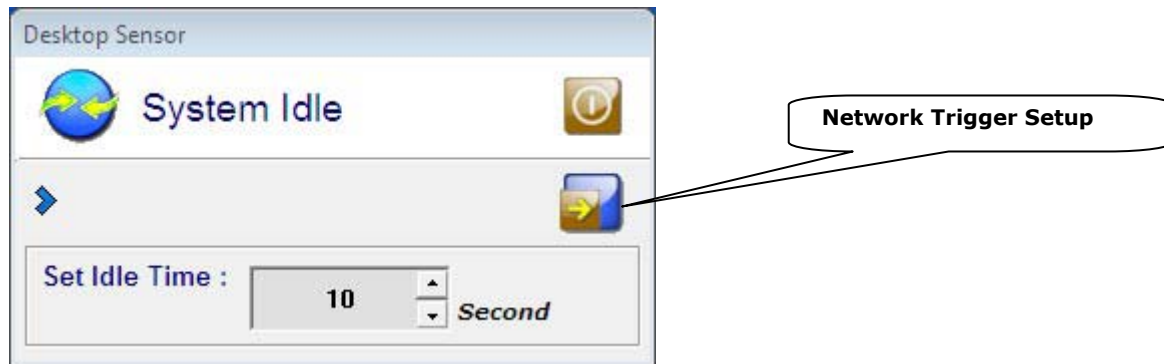 Desktop Sensor
System Idle
Network Trigger Setup
Set Idle Time :
10
Second